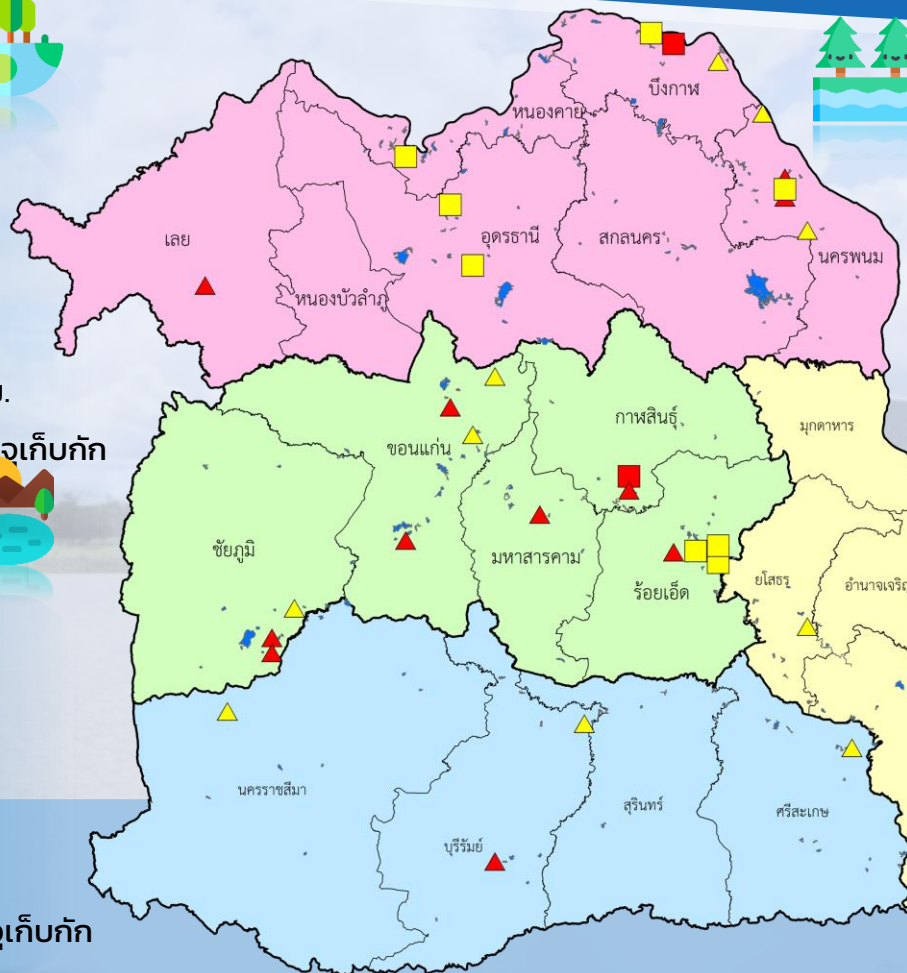 บึงกาฬ
หนองคาย
เลย
อุดรธานี
สกลนคร
นครพนม
หนองบัวลำภู
กาฬสินธุ์
มุกดาหาร
ขอนแก่น
จุเก็บกัก
ชัยภูมิ
มหาสารคาม
ร้อยเอ็ด
ยโสธร
อำนาจเจริญ
นครราชสีมา
สุรินทร์
ศรีสะเกษ
บุรีรัมย์
จุเก็บกัก